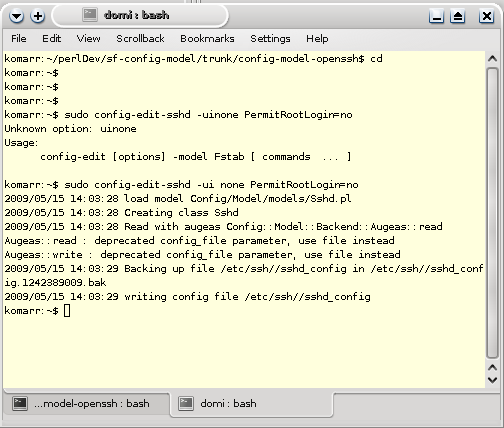 domi : bash
File Edit View Scrollback Bookmarks Settings Help
komarr:~/perlDev/sf-config-model/trunk/config-model-openssh$ cd
komarr:~$
komarr:~$
komarr:~$
komarr:~$ sudo config-edit-sshd -uinone PermitRootLogin=no
Unknown option: uinone
Usage:
config-edit [options] -model Fstab [ commands ... ]
komarr:~$ sudo config-edit-sshd -ui none PermitRootLogin=no
2009/05/15 14:03:28 load model Config/Model/models/Sshd.pl
2009/05/15 14:03:28 Creating class Sshd
2009/05/15 14:03:28 Read with augeas Config::Model::Backend::Augeas::read
Augeas::read : deprecated config_file parameter, use file instead
Augeas::write : deprecated config_file parameter, use file instead
2009/05/15 14:03:29 Backing up file /etc/ssh//sshd_config in /etc/ssh//sshd_conf
ig.1242389009.bak
2009/05/15 14:03:29 writing config file /etc/ssh//sshd_config
komarr:~$
...model-openssh : bash domi : bash